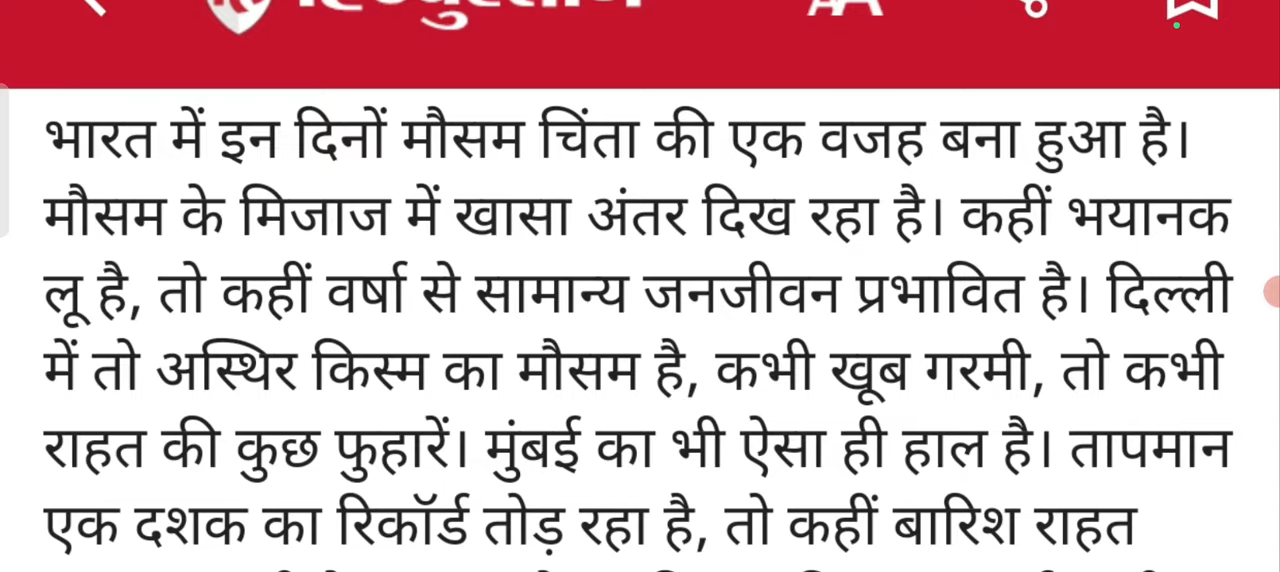 भारत में इन दिनों मौसम चिंता की एक वजह बना हुआ है।
मौसम के मिजाज में खासा अंतर दिख रहा है। कहीं भयानक
लू है, तो कहीं वर्षा से सामान्य जनजीवन प्रभावित है। दिल्ली
में तो अस्थिर किस्म का मौसम है, कभी खूब गरमी, तो कभी
राहत की कुछ फुहारें। मुंबई का भी ऐसा ही हाल है। तापमान
एक दशक का रिकॉर्ड तोड़ रहा है, तो कहीं बारिश राहत